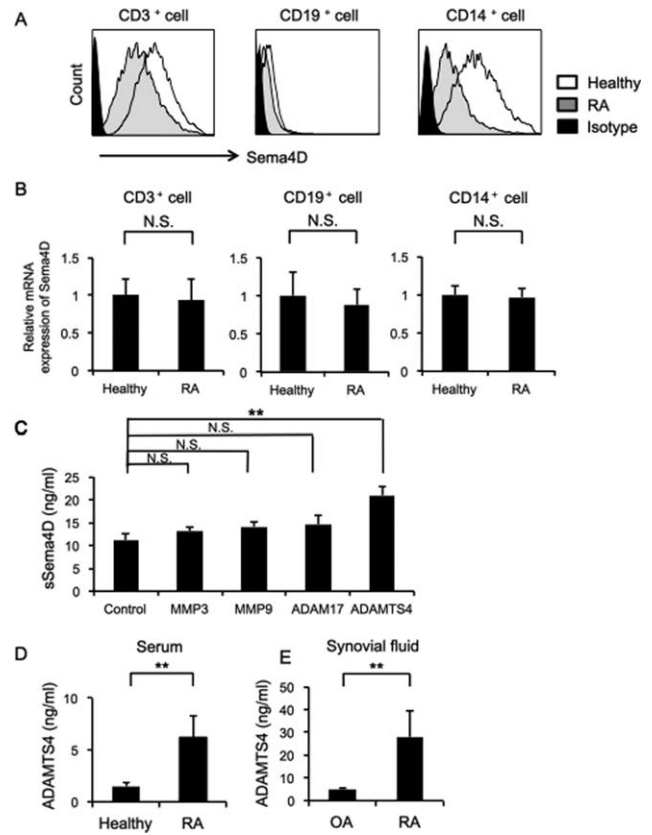 A
CD3+ cell CD19+ cell CD14+ cell
Count
Healthy
RA
Isotype
Sema4D
B
CD3+ cell CD19+ cell CD14+ cell
N.S. N.S. N.S.
Relative mRNA
expression of Sema4D
1.5 1.5 1.5
1 1 1
0.5 0.5 0.5
0 0 0
Healthy RA Healthy RA Healthy RA
C
**
N.S.
N.S.
N.S.
sSema4D (ng/ml)
25
20
15
10
5
0
Control MMP3 MMP9 ADAM17 ADAMTS4
D
Serum
**
ADAMTS4 (ng/ml)
10
5
0
Healthy RA
E
Synovial fluid
**
ADAMTS4 (ng/ml)
50
40
30
20
10
0
OA RA